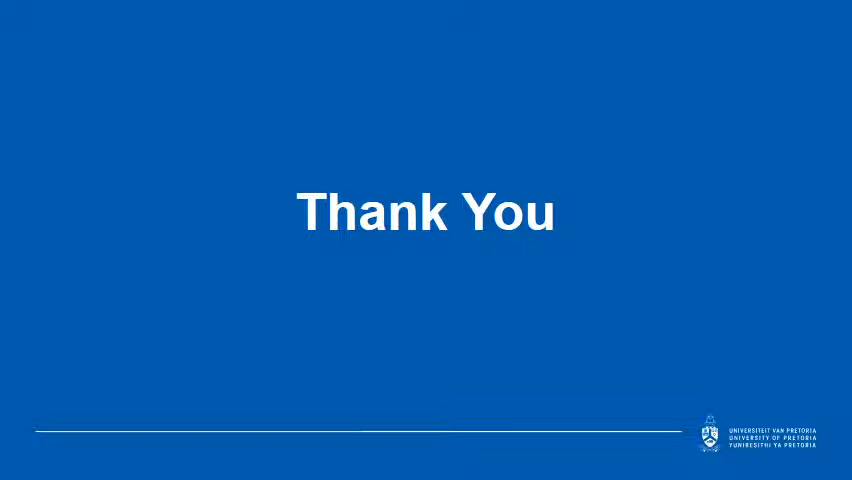 Thank You
UNIVERSITEIT VAN PRETORIA
UNIVERSITY OF PRETORIA
YUNIBESITHI YA PRETORIA